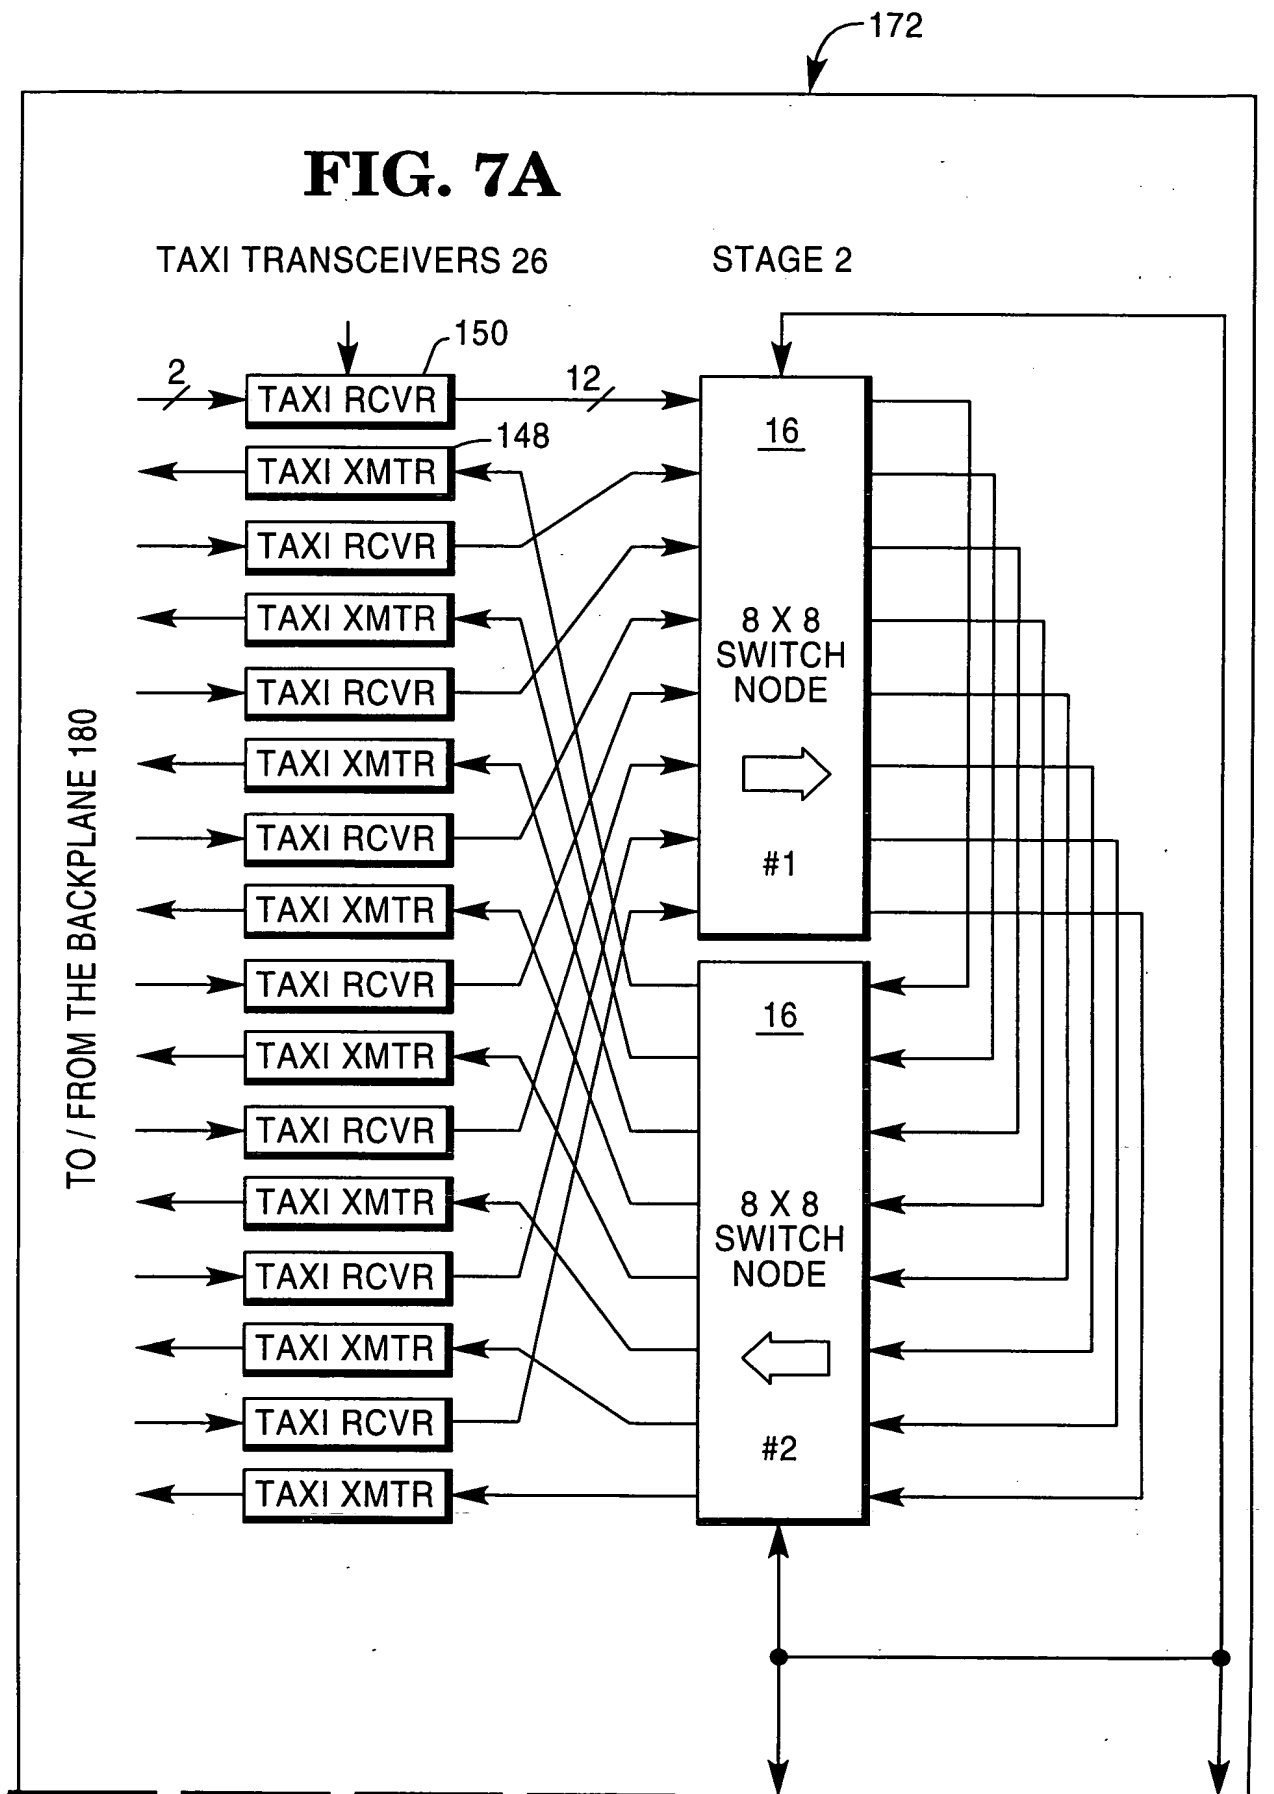 172
FIG. 7A
TAXI TRANSCEIVERS 26
STAGE 2
150
2
TAXI RCVR
12
148
TAXI XMTR
TAXI RCVR
TAXI XMTR
TAXI RCVR
TAXI XMTR
TAXI RCVR
TAXI XMTR
TAXI RCVR
TAXI XMTR
TAXI RCVR
TAXI XMTR
TAXI RCVR
TAXI XMTR
TAXI RCVR
TAXI XMTR
TO / FROM THE BACKPLANE 180
16
8 X 8
SWITCH
NODE
#1
16
8 X 8
SWITCH
NODE
#2